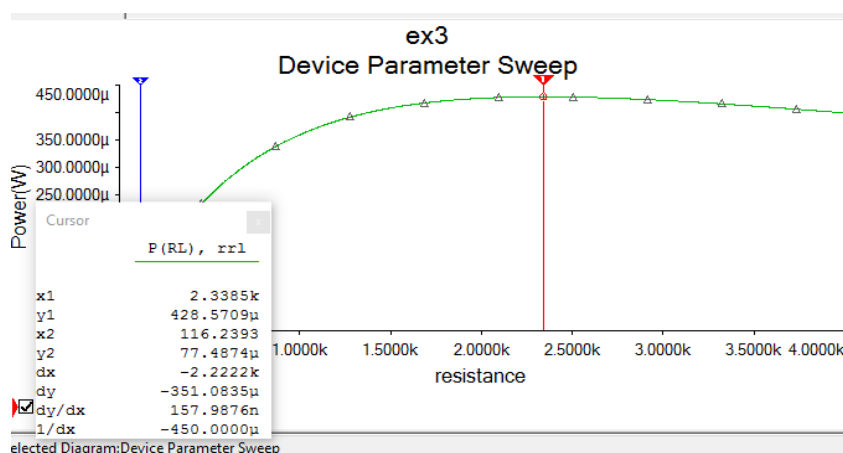 ex3
Device Parameter Sweep
450.0000µ
350.0000µ
300.0000µ
250.0000µ
Power(W)
Cursor
x
P(RL), rrl
x1 2.3385k
y1 428.5709µ
x2 116.2393
y2 77.4874µ
dx -2.2222k
dy -351.0835µ
dy/dx 157.9876n
1/dx -450.0000µ
1.0000k 1.5000k 2.0000k 2.5000k 3.0000k 3.5000k 4.0000k
resistance
elected Diagram:Device Parameter Sweep